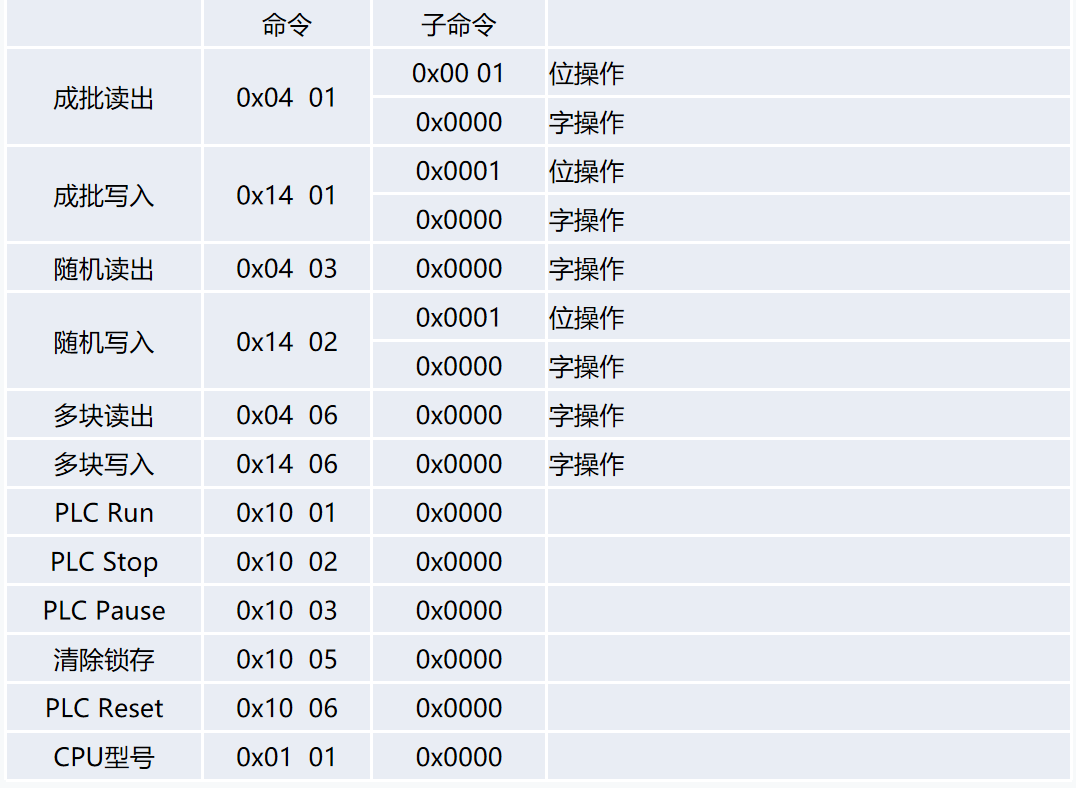 命令 子命令
成批读出 0x04 01 0x00 01 位操作
0x0000 字操作
成批写入 0x14 01 0x0001 位操作
0x0000 字操作
随机读出 0x04 03 0x0000 字操作
随机写入 0x14 02 0x0001 位操作
0x0000 字操作
多块读出 0x04 06 0x0000 字操作
多块写入 0x14 06 0x0000 字操作
PLC Run 0x10 01 0x0000
PLC Stop 0x10 02 0x0000
PLC Pause 0x10 03 0x0000
清除锁存 0x10 05 0x0000
PLC Reset 0x10 06 0x0000
CPU型号 0x01 01 0x0000